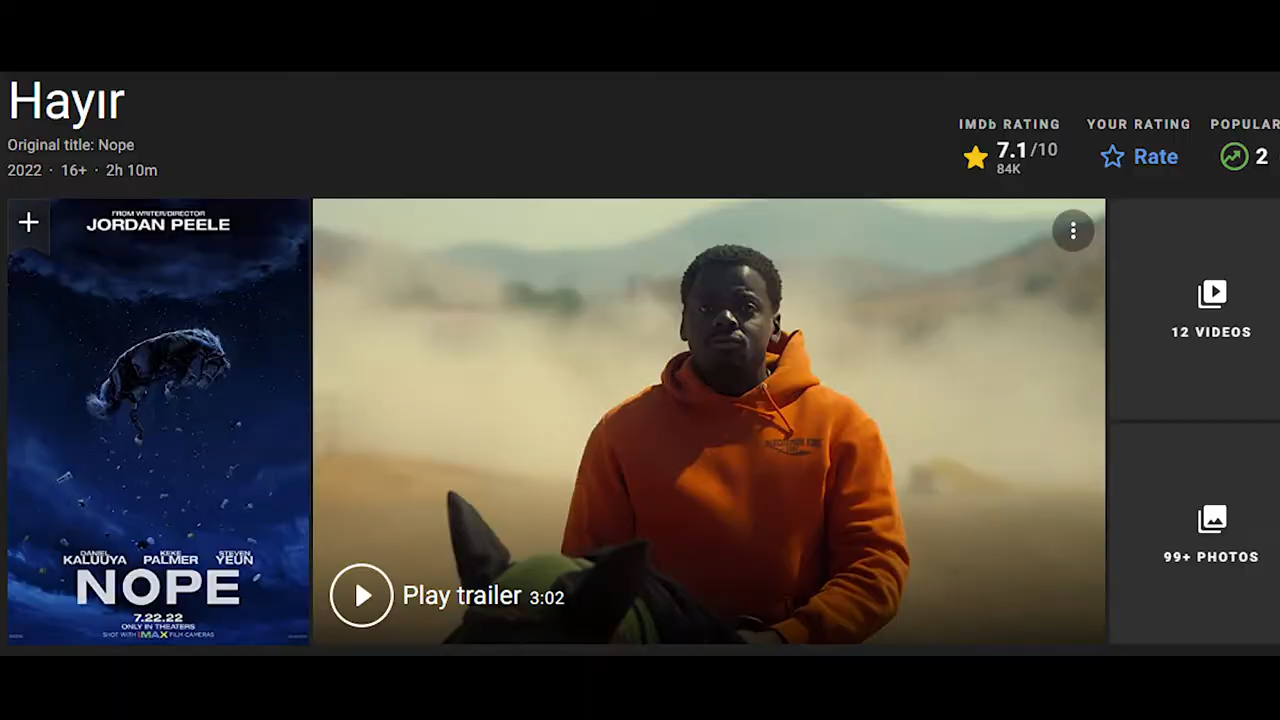 Hayır
Original title: Nope
2022 · 16+ · 2h 10m
IMDb RATING
7.1/10
84K
YOUR RATING
Rate
POPULAR
2
FROM WRITER/DIRECTOR
JORDAN PEELE
DANIEL KALUUYA KEKE PALMER STEVEN YEUN
NOPE
7.22.22
ONLY IN THEATERS
SHOT WITH IMAX FILM CAMERAS
Play trailer 3:02
12 VIDEOS
99+ PHOTOS